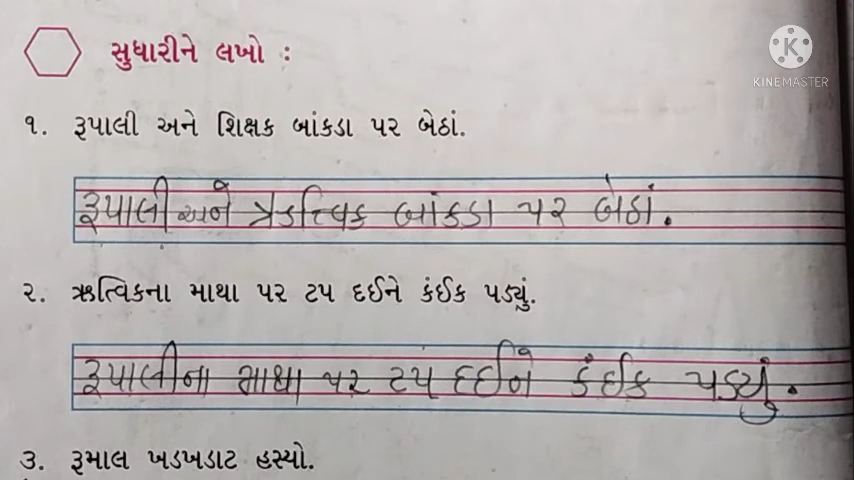 સુધારીને લખો :
KINEMASTER
૧. રૂપાલી અને શિક્ષક બાંકડા પર બેઠાં.
રૂપાલી અને ઋત્વિક બાંકડા પર બેઠાં.
૨. ઋત્વિકના માથા પર ટપ દઈને કંઈક પડ્યું.
રૂપાલીના માથા પર ટપ દઈને કંઈક પડ્યું.
૩. રૂમાલ ખડખડાટ હસ્યો.